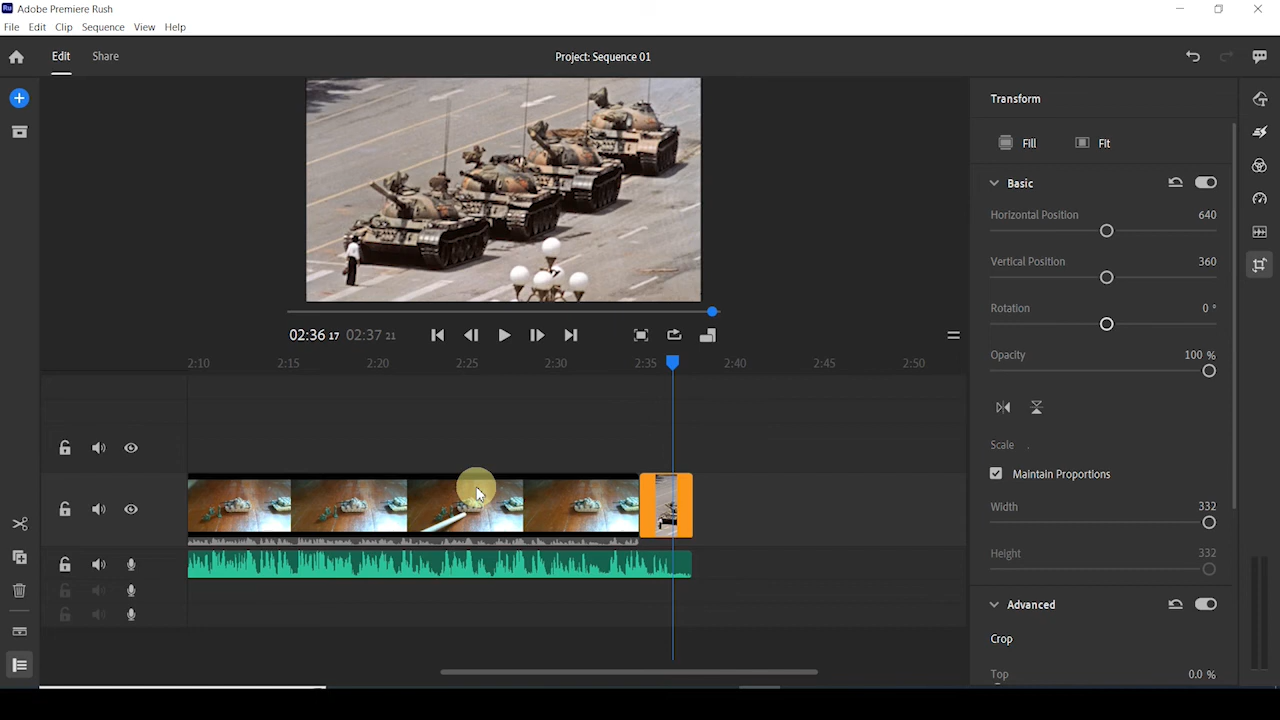 Ru Adobe Premiere Rush
File Edit Clip Sequence View Help
Edit Share Project: Sequence 01
Transform
Fill Fit
Basic
Horizontal Position 640
Vertical Position 360
Rotation 0 °
02:36 17 02:37 21
Opacity 100 %
2:10 2:15 2:20 2:25 2:30 2:35 2:40 2:45 2:50
Scale
Maintain Proportions
Width 332
Height 332
Advanced
Crop
Top 0.0 %